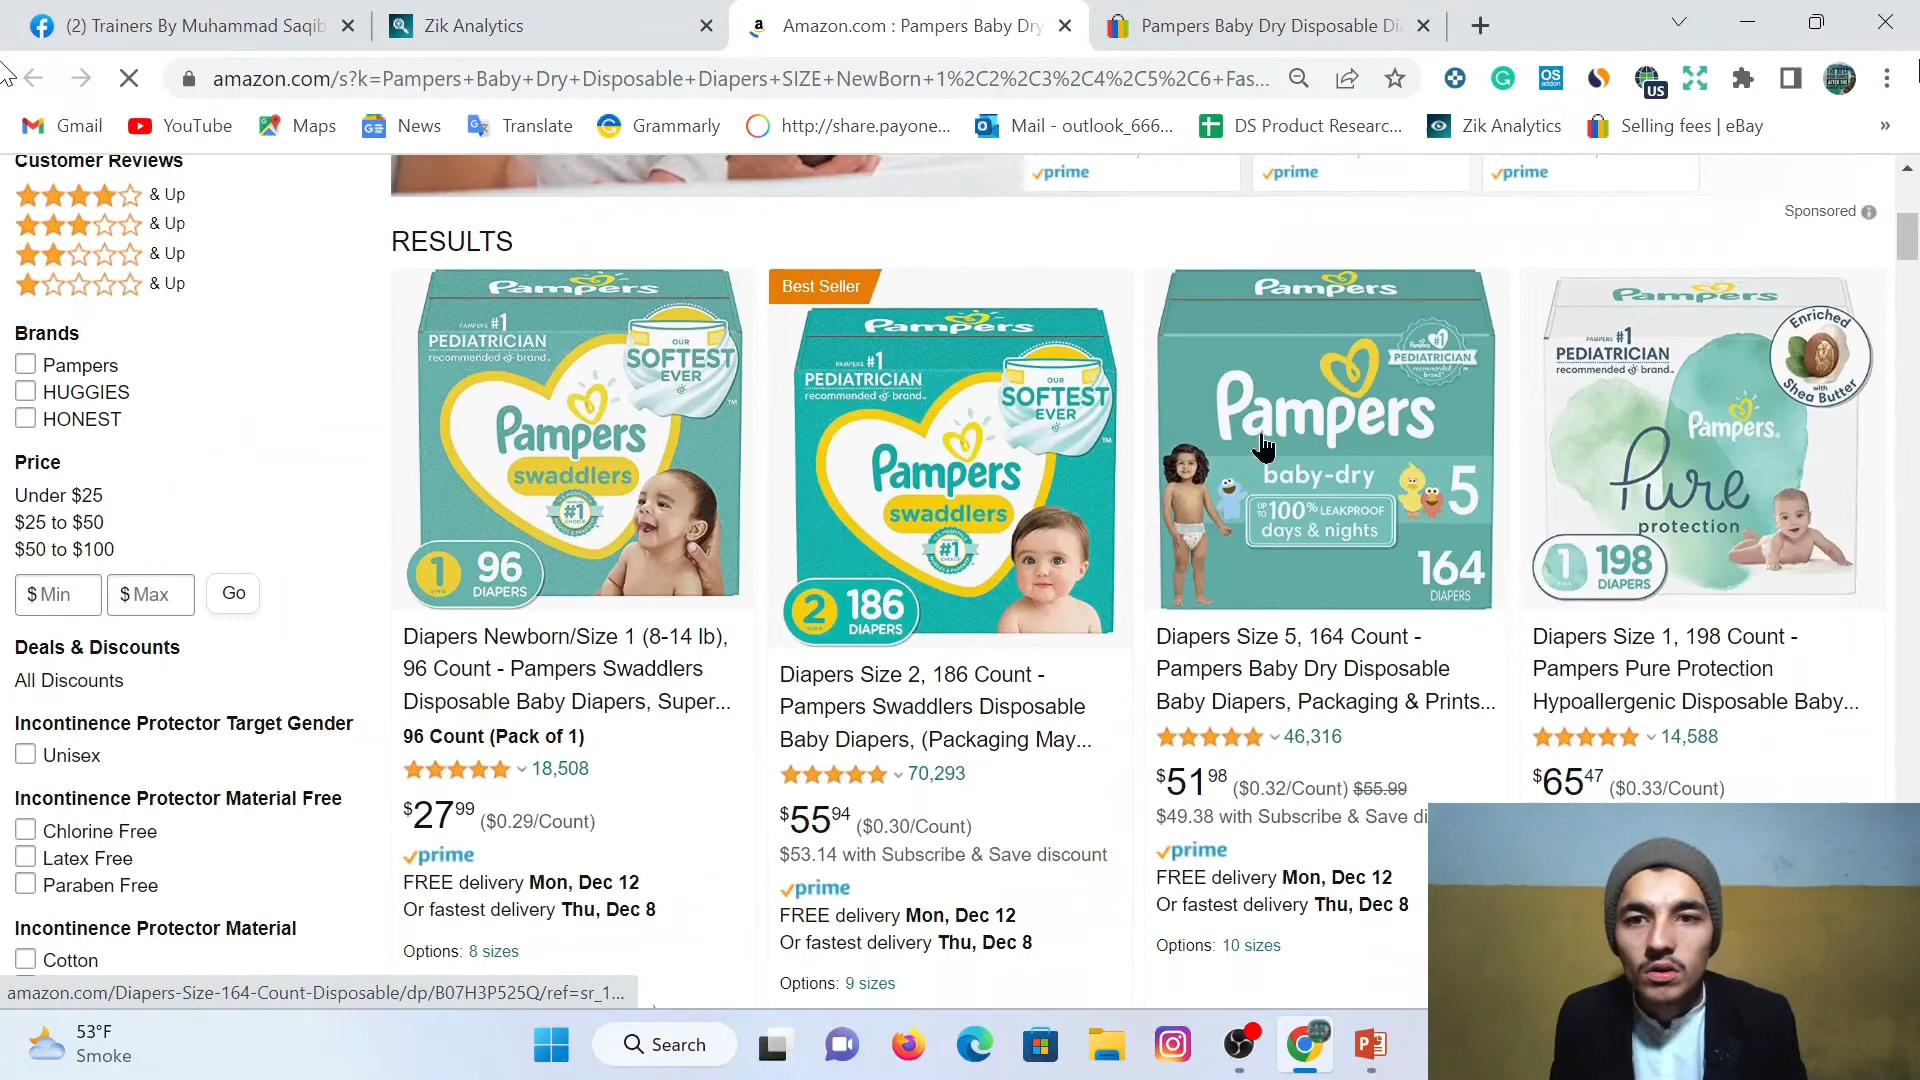 (2) Trainers By Muhammad Saqib
Zik Analytics
Amazon.com : Pampers Baby Dry
Pampers Baby Dry Disposable Di
amazon.com/s?k=Pampers+Baby+Dry+Disposable+Diapers+SIZE+NewBorn+1%2C2%2C3%2C4%2C5%2C6+Fas...
OS
addon
US
Gmail
YouTube
Maps
News
Translate
Grammarly
http://share.payone...
Mail - outlook_666...
DS Product Researc...
Zik Analytics
Selling fees | eBay
»
Customer Reviews
& Up
& Up
& Up
& Up
Brands
Pampers
HUGGIES
HONEST
Price
Under $25
$25 to $50
$50 to $100
$ Min
$ Max
Go
Deals & Discounts
All Discounts
Incontinence Protector Target Gender
Unisex
Incontinence Protector Material Free
Chlorine Free
Latex Free
Paraben Free
Incontinence Protector Material
Cotton
prime
prime
prime
Sponsored
RESULTS
Pampers
PAMPERS #1
PEDIATRICIAN
recommended brand
OUR
SOFTEST
EVER
Pampers
swaddlers
#1
1
96
DIAPERS
Diapers Newborn/Size 1 (8-14 lb),
96 Count - Pampers Swaddlers
Disposable Baby Diapers, Super...
96 Count (Pack of 1)
18,508
$27 99 ($0.29/Count)
prime
FREE delivery Mon, Dec 12
Or fastest delivery Thu, Dec 8
Options: 8 sizes
Best Seller
Pampers
PAMPERS #1
PEDIATRICIAN
recommended brand
OUR
SOFTEST
EVER
Pampers
swaddlers
#1
2
186
DIAPERS
Diapers Size 2, 186 Count -
Pampers Swaddlers Disposable
Baby Diapers, (Packaging May...
70,293
$55 94 ($0.30/Count)
$53.14 with Subscribe & Save discount
prime
FREE delivery Mon, Dec 12
Or fastest delivery Thu, Dec 8
Options: 9 sizes
Pampers
#1
PEDIATRICIAN
Pampers
baby-dry
5
UP TO 100% LEAKPROOF
days & nights
164
DIAPERS
Diapers Size 5, 164 Count -
Pampers Baby Dry Disposable
Baby Diapers, Packaging & Prints...
46,316
$51 98 ($0.32/Count) $55.99
$49.38 with Subscribe & Save di
prime
FREE delivery Mon, Dec 12
Or fastest delivery Thu, Dec 8
Options: 10 sizes
Pampers
PAMPERS #1
PEDIATRICIAN
recommended brand
Enriched
with
Shea Butter
Pampers
Pure
protection
1
198
DIAPERS
Diapers Size 1, 198 Count -
Pampers Pure Protection
Hypoallergenic Disposable Baby...
14,588
$65 47 ($0.33/Count)
amazon.com/Diapers-Size-164-Count-Disposable/dp/B07H3P525Q/ref=sr_1...
53°F
Smoke
Search